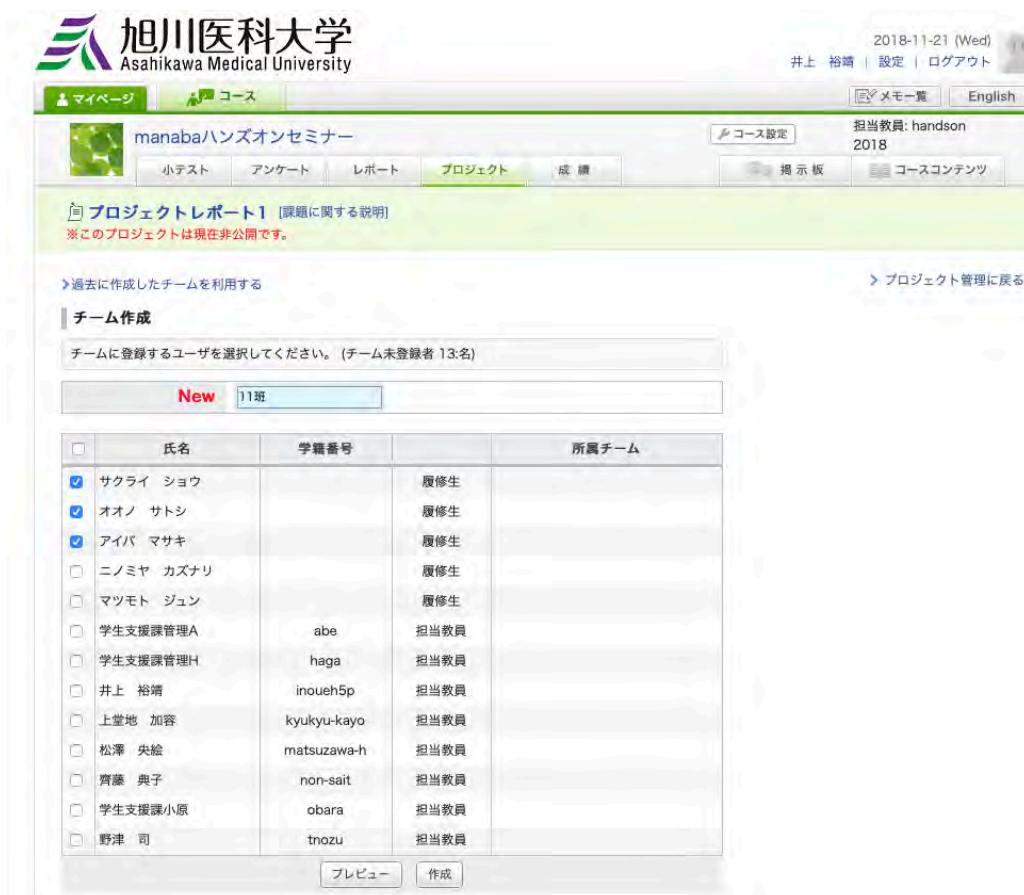 旭川医科大学
Asahikawa Medical University
2018-11-21 (Wed)
井上 裕靖 | 設定 | ログアウト
マイページ コース メモ一覧 English
manabaハンズオンセミナー コース設定 担当教員: handson
2018
小テスト アンケート レポート プロジェクト 成績 掲示板 コースコンテンツ
プロジェクトレポート1 [課題に関する説明]
※このプロジェクトは現在非公開です。
過去に作成したチームを利用する プロジェクト管理に戻る
チーム作成
チームに登録するユーザを選択してください。 (チーム未登録者 13:名)
New 11班
氏名 学籍番号 所属チーム
サクライ ショウ 履修生
オオノ サトシ 履修生
アイバ マサキ 履修生
ニノミヤ カズナリ 履修生
マツモト ジュン 履修生
学生支援課管理A abe 担当教員
学生支援課管理H haga 担当教員
井上 裕靖 inoueh5p 担当教員
上堂地 加容 kyukyu-kayo 担当教員
松澤 央絵 matsuzawa-h 担当教員
齊藤 典子 non-sait 担当教員
学生支援課小原 obara 担当教員
野津 司 tnozu 担当教員
プレビュー 作成